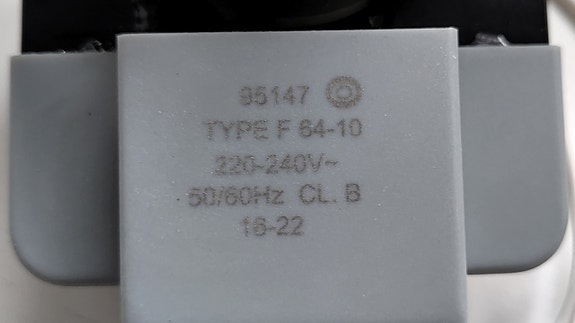 95147
TYPE F 64-10
220-240V~
50/60Hz CL. B
16-22